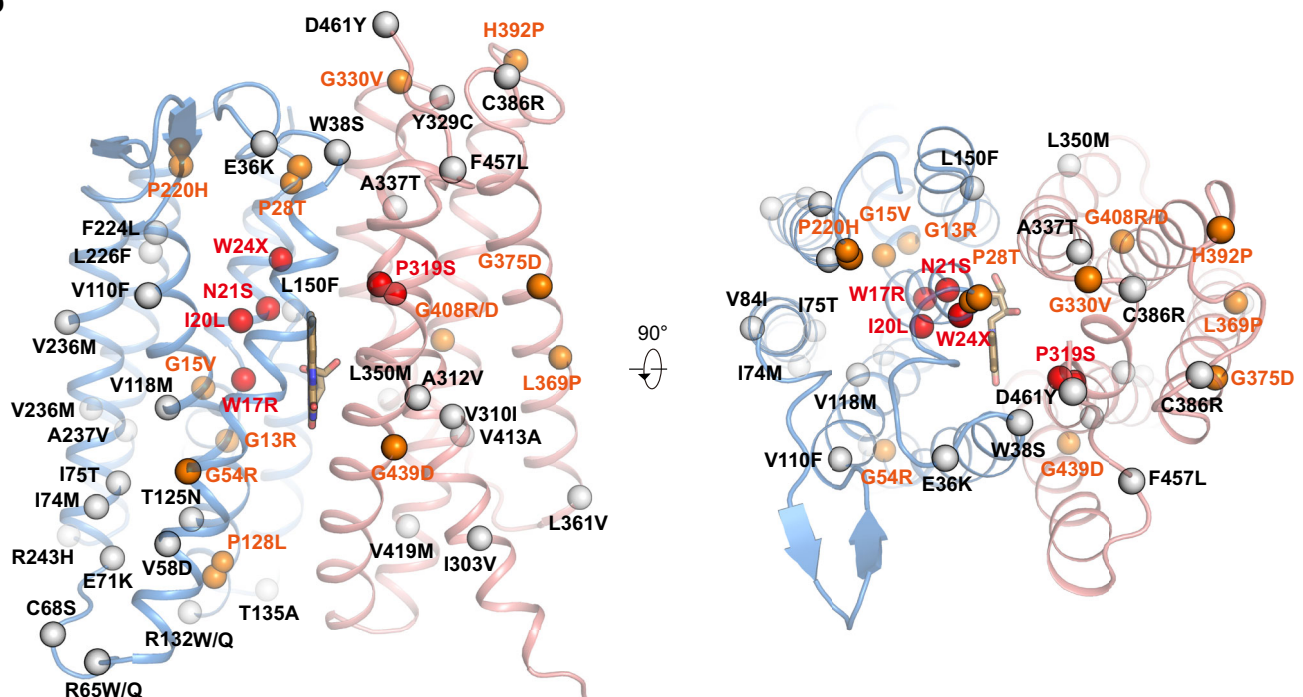 D461Y
H392P
G330V
C386R
Y329C
W38S
E36K
F457L
P220H
A337T
P28T
F224L
L226F
W24X
P319S
G375D
V110F
N21S
L150F
I20L
G408R/D
V236M
G15V
V118M
L350M
A312V
L369P
W17R
V236M
V310I
A237V
G13R
V413A
G439D
I75T
G54R
I74M
T125N
L361V
R243H
P128L
V419M
I303V
E71K
V58D
C68S
T135A
R132W/Q
R65W/Q
90°
L150F
L350M
G15V
P220H
G13R
A337T
G408R/D
P28T
H392P
N21S
W17R
G330V
V84I
I75T
C386R
I20L
L369P
W24X
P319S
I74M
D461Y
G375D
V118M
C386R
W38S
V110F
G54R
E36K
G439D
F457L